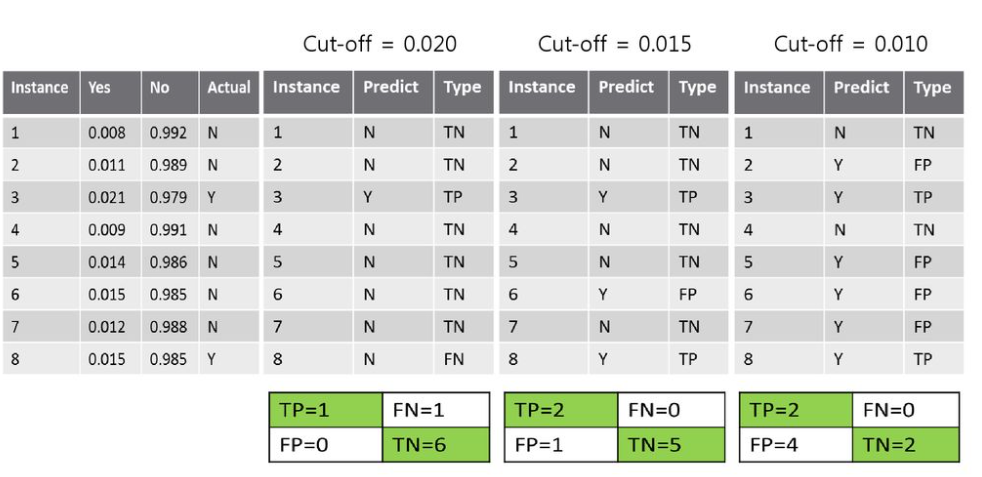 Cut-off = 0.020 Cut-off = 0.015 Cut-off = 0.010
Instance Yes No Actual Instance Predict Type Instance Predict Type Instance Predict Type
1 0.008 0.992 N 1 N TN 1 N TN 1 N TN
2 0.011 0.989 N 2 N TN 2 N TN 2 Y FP
3 0.021 0.979 Y 3 Y TP 3 Y TP 3 Y TP
4 0.009 0.991 N 4 N TN 4 N TN 4 N TN
5 0.014 0.986 N 5 N TN 5 N TN 5 Y FP
6 0.015 0.985 N 6 N TN 6 Y FP 6 Y FP
7 0.012 0.988 N 7 N TN 7 N TN 7 Y FP
8 0.015 0.985 Y 8 N FN 8 Y TP 8 Y TP
TP=1 FN=1 TP=2 FN=0 TP=2 FN=0
FP=0 TN=6 FP=1 TN=5 FP=4 TN=2